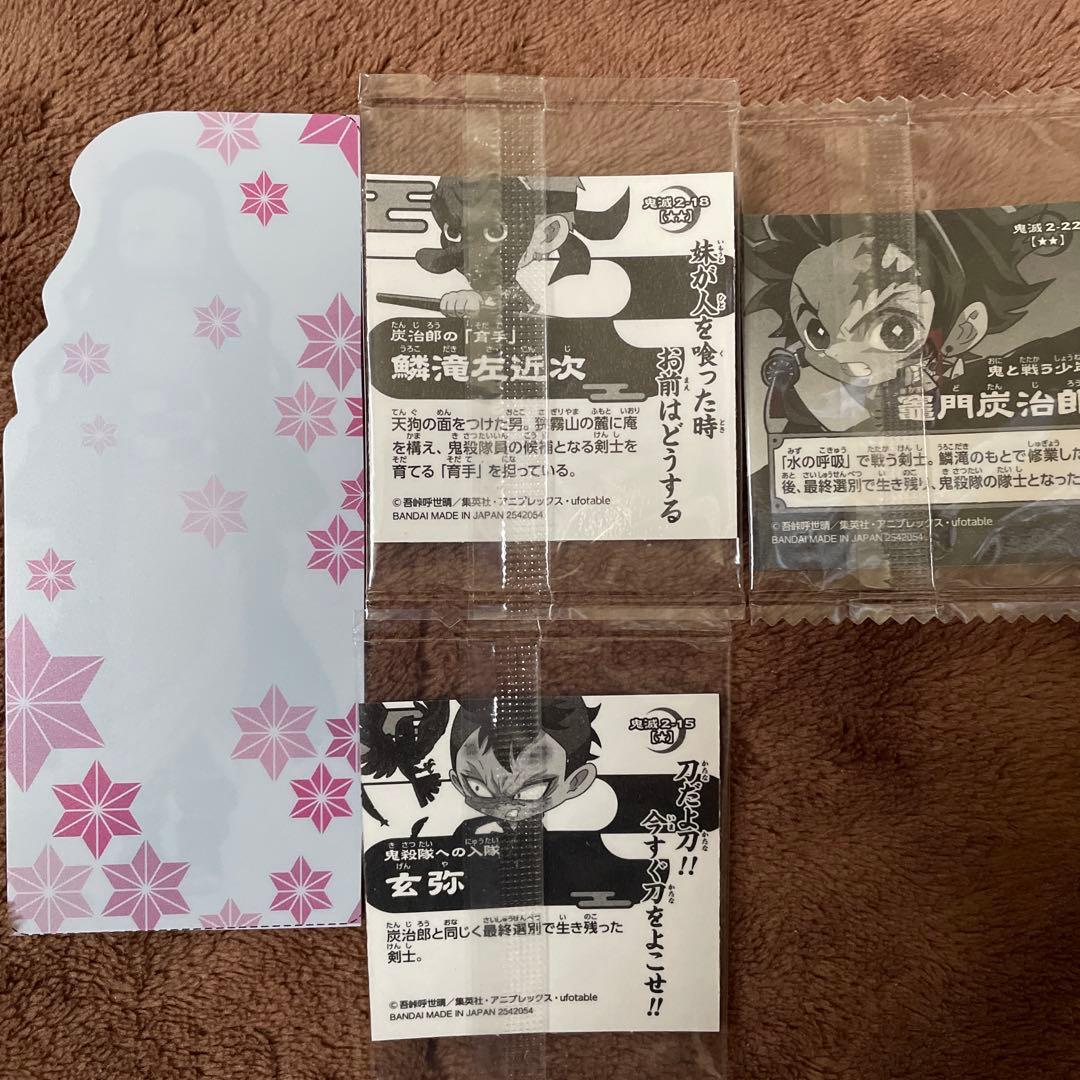 鬼滅2-18
【★★】
妹が人を喰った時
お前はどうする
炭治郎の「育手」
鱗滝左近次
天狗の面をつけた男。狭霧山の麓に庵
を構え、鬼殺隊員の候補となる剣士を
育てる「育手」を担っている。
©吾峠呼世晴／集英社・アニプレックス・ufotable
BANDAI MADE IN JAPAN 2542054
鬼滅2-22
【★★】
鬼と戦う少年
竈門炭治郎
「水の呼吸」で戦う剣士。鱗滝のもとで修業した
後、最終選別で生き残り、鬼殺隊の隊士となった
©吾峠呼世晴／集英社・アニプレックス・ufotable
BANDAI MADE IN JAPAN 2542054
鬼滅2-15
【★】
刀だよ刀!!
今すぐ刀をよこせ!!
鬼殺隊への入隊
玄弥
炭治郎と同じく最終選別で生き残った
剣士。
©吾峠呼世晴／集英社・アニプレックス・ufotable
BANDAI MADE IN JAPAN 2542054